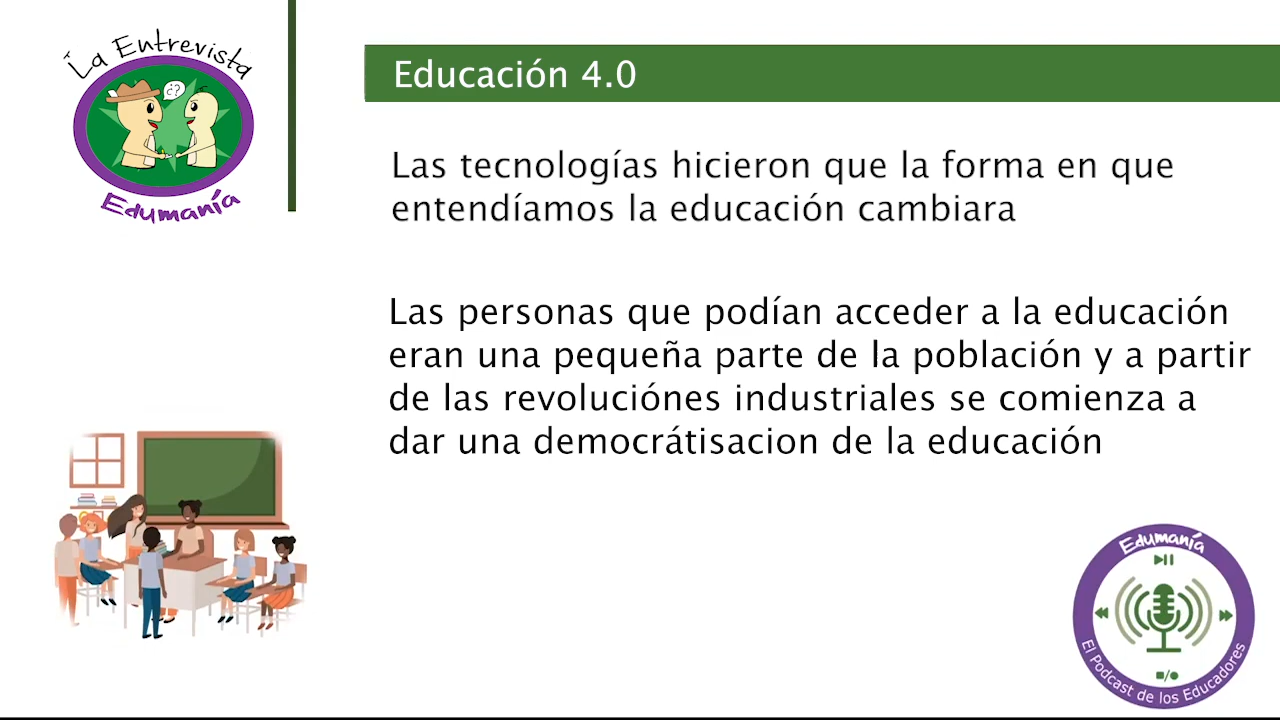 La Entrevista
¿?
Edumanía
Educación 4.0
Las tecnologías hicieron que la forma en que
entendíamos la educación cambiara
Las personas que podían acceder a la educación
eran una pequeña parte de la población y a partir
de las revoluciónes industriales se comienza a
dar una democrátisacion de la educación
Edumanía
El Podcast de los Educadores